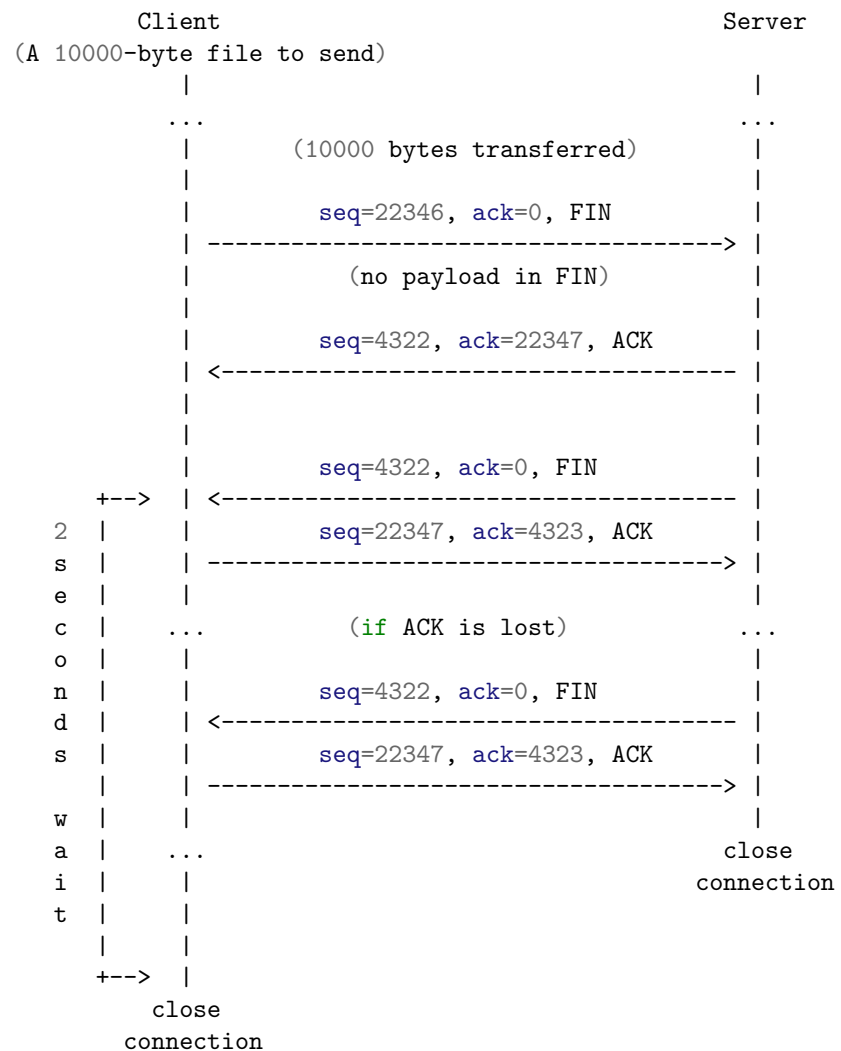 Client                                     Server
(A 10000-byte file to send)
|                                        |
...                                      ...
|       (10000 bytes transferred)        |
|                                        |
|         seq=22346, ack=0, FIN          |
| -------------------------------------> |
|           (no payload in FIN)          |
|                                        |
|         seq=4322, ack=22347, ACK       |
| <------------------------------------- |
|                                        |
|                                        |
|         seq=4322, ack=0, FIN           |
+-->  | <------------------------------------- |
2  |     |         seq=22347, ack=4323, ACK       |
s  |     | -------------------------------------> |
e  |     |                                        |
c  |    ...          (if ACK is lost)            ...
o  |     |                                        |
n  |     |         seq=4322, ack=0, FIN           |
d  |     | <------------------------------------- |
s  |     |         seq=22347, ack=4323, ACK       |
|     | -------------------------------------> |
w  |     |                                        |
a  |    ...                                     close
i  |     |                                    connection
t  |     |
|     |
+-->  |
close
connection